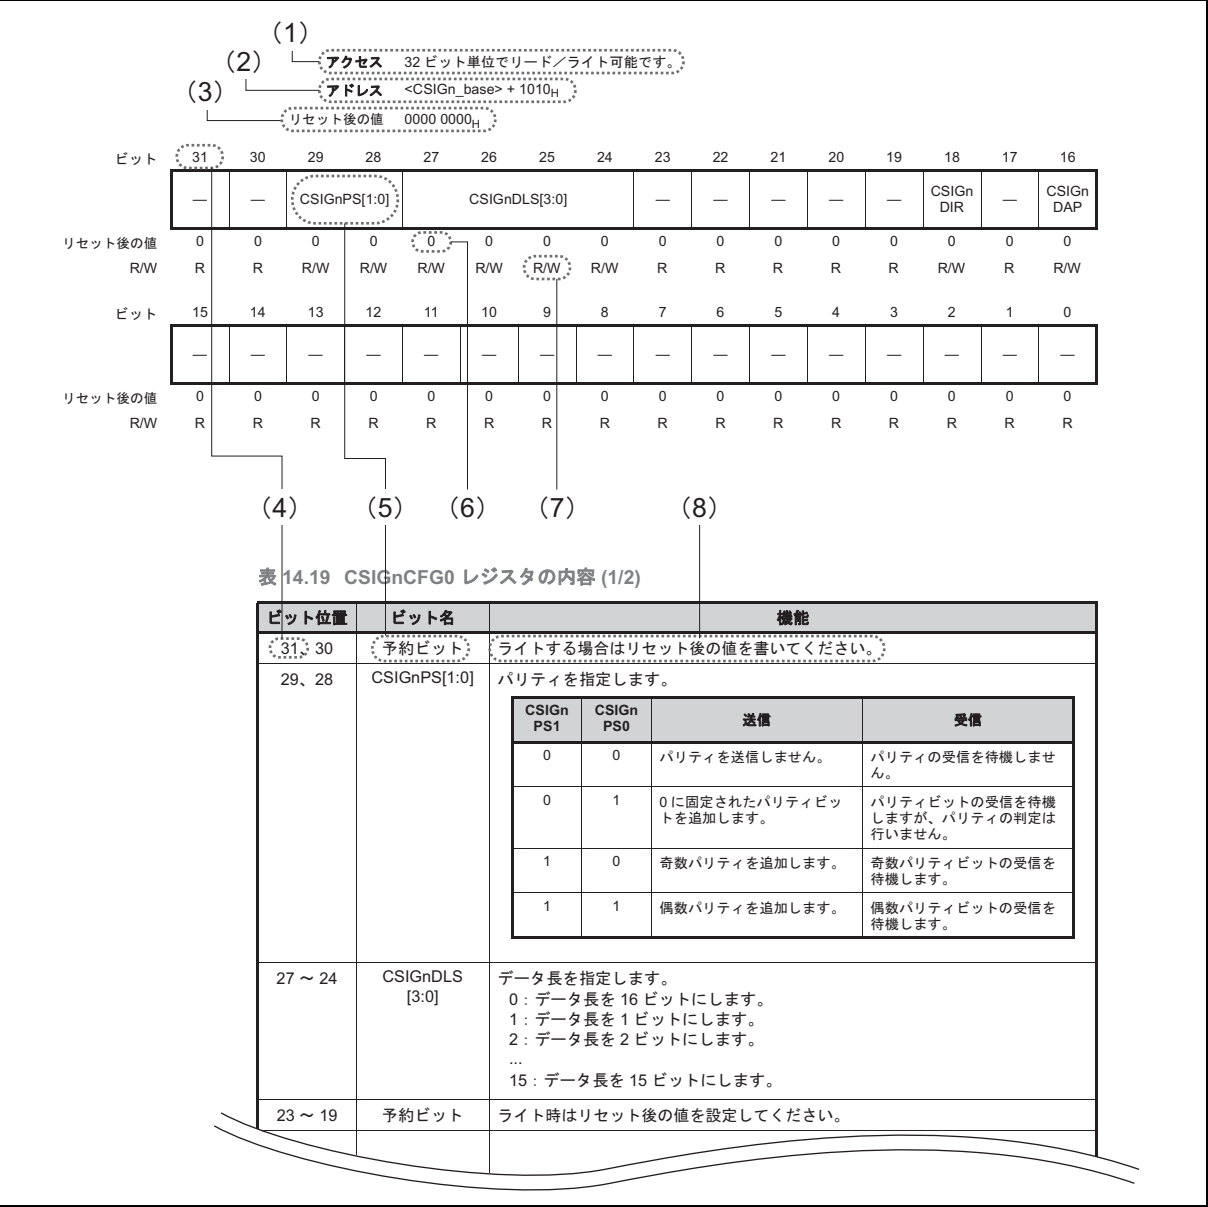 （1）
アクセス 32 ビット単位でリード／ライト可能です。
（2）
アドレス <CSIGn_base> + 1010H
（3）
リセット後の値 0000 0000H
ビット 31 30 29 28 27 26 25 24 23 22 21 20 19 18 17 16
— — CSIGnPS[1:0] CSIGnDLS[3:0] — — — — — CSIGn DIR — CSIGn DAP
リセット後の値 0 0 0 0 0 0 0 0 0 0 0 0 0 0 0 0
R/W R R R/W R/W R/W R/W R/W R/W R R R R R R/W R R/W
ビット 15 14 13 12 11 10 9 8 7 6 5 4 3 2 1 0
— — — — — — — — — — — — — — — —
リセット後の値 0 0 0 0 0 0 0 0 0 0 0 0 0 0 0 0
R/W R R R R R R R R R R R R R R R R
（4） （5） （6） （7） （8）
表 14.19 CSIGnCFG0 レジスタの内容 (1/2)
ビット位置 ビット名 機能
31、30 予約ビット ライトする場合はリセット後の値を書いてください。
29、28 CSIGnPS[1:0] パリティを指定します。
CSIGn PS1 CSIGn PS0 送信 受信
0 0 パリティを送信しません。 パリティの受信を待機しませ
ん。
0 1 0 に固定されたパリティビッ パリティビットの受信を待機
トを追加します。 しますが、パリティの判定は
行いません。
1 0 奇数パリティを追加します。 奇数パリティビットの受信を
待機します。
1 1 偶数パリティを追加します。 偶数パリティビットの受信を
待機します。
27 ～ 24 CSIGnDLS データ長を指定します。
[3:0] 0：データ長を 16 ビットにします。
1：データ長を 1 ビットにします。
2：データ長を 2 ビットにします。
...
15：データ長を 15 ビットにします。
23 ～ 19 予約ビット ライト時はリセット後の値を設定してください。